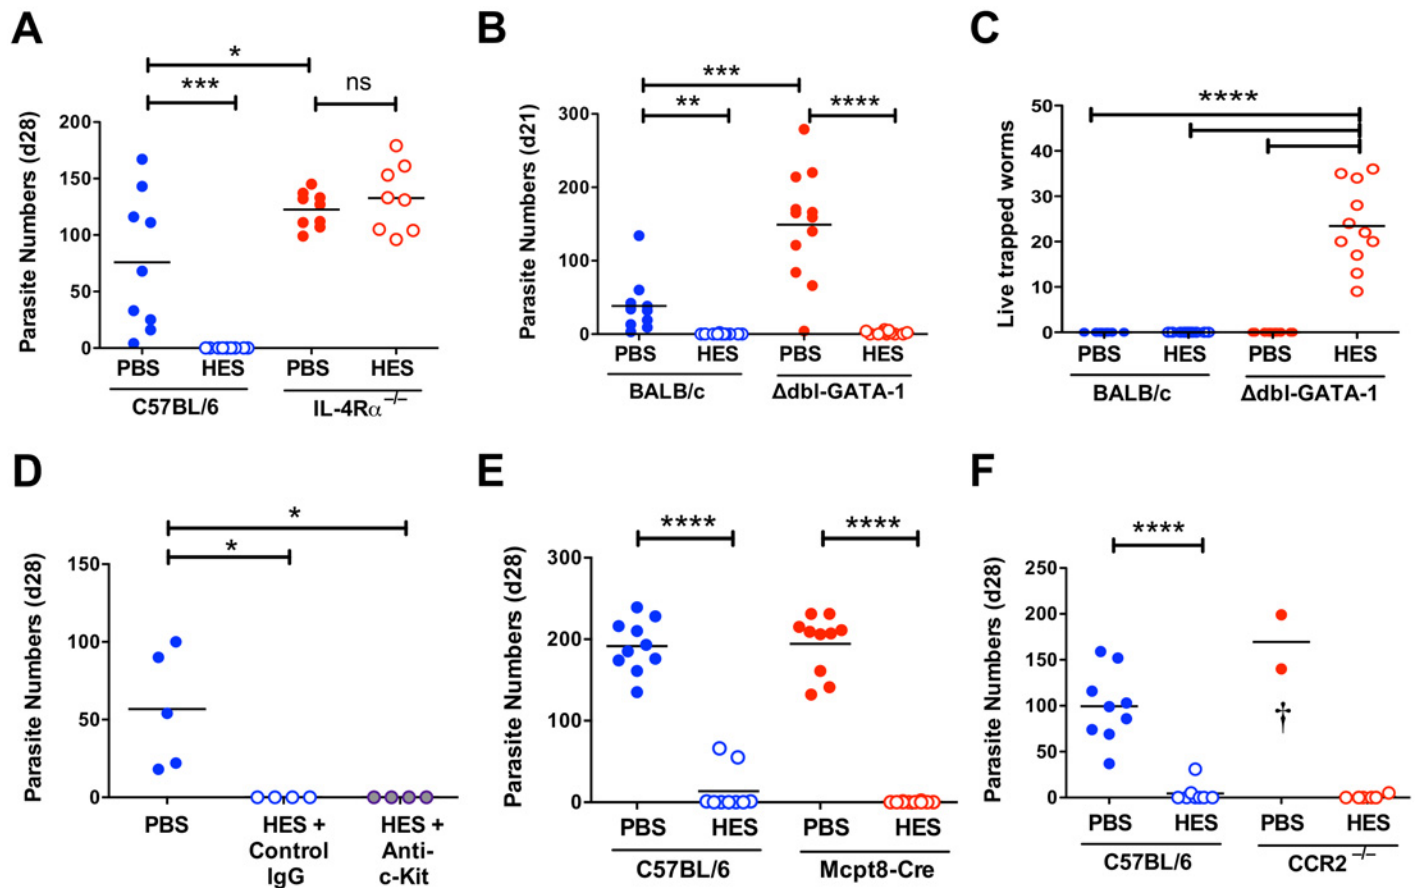 A
Parasite Numbers (d28)
200
150
100
50
0
*
***
ns
PBS HES PBS HES
C57BL/6 IL-4Rα–/–
B
Parasite Numbers (d21)
300
200
100
0
***
**
****
PBS HES PBS HES
BALB/c Δdbl-GATA-1
C
Live trapped worms
50
40
30
20
10
0
****
PBS HES PBS HES
BALB/c Δdbl-GATA-1
D
Parasite Numbers (d28)
150
100
50
0
*
*
PBS HES + HES +
Control Anti-
IgG c-Kit
E
Parasite Numbers (d28)
300
200
100
0
****
****
PBS HES PBS HES
C57BL/6 Mcpt8-Cre
F
Parasite Numbers (d28)
250
200
150
100
50
0
****
†
PBS HES PBS HES
C57BL/6 CCR2–/–